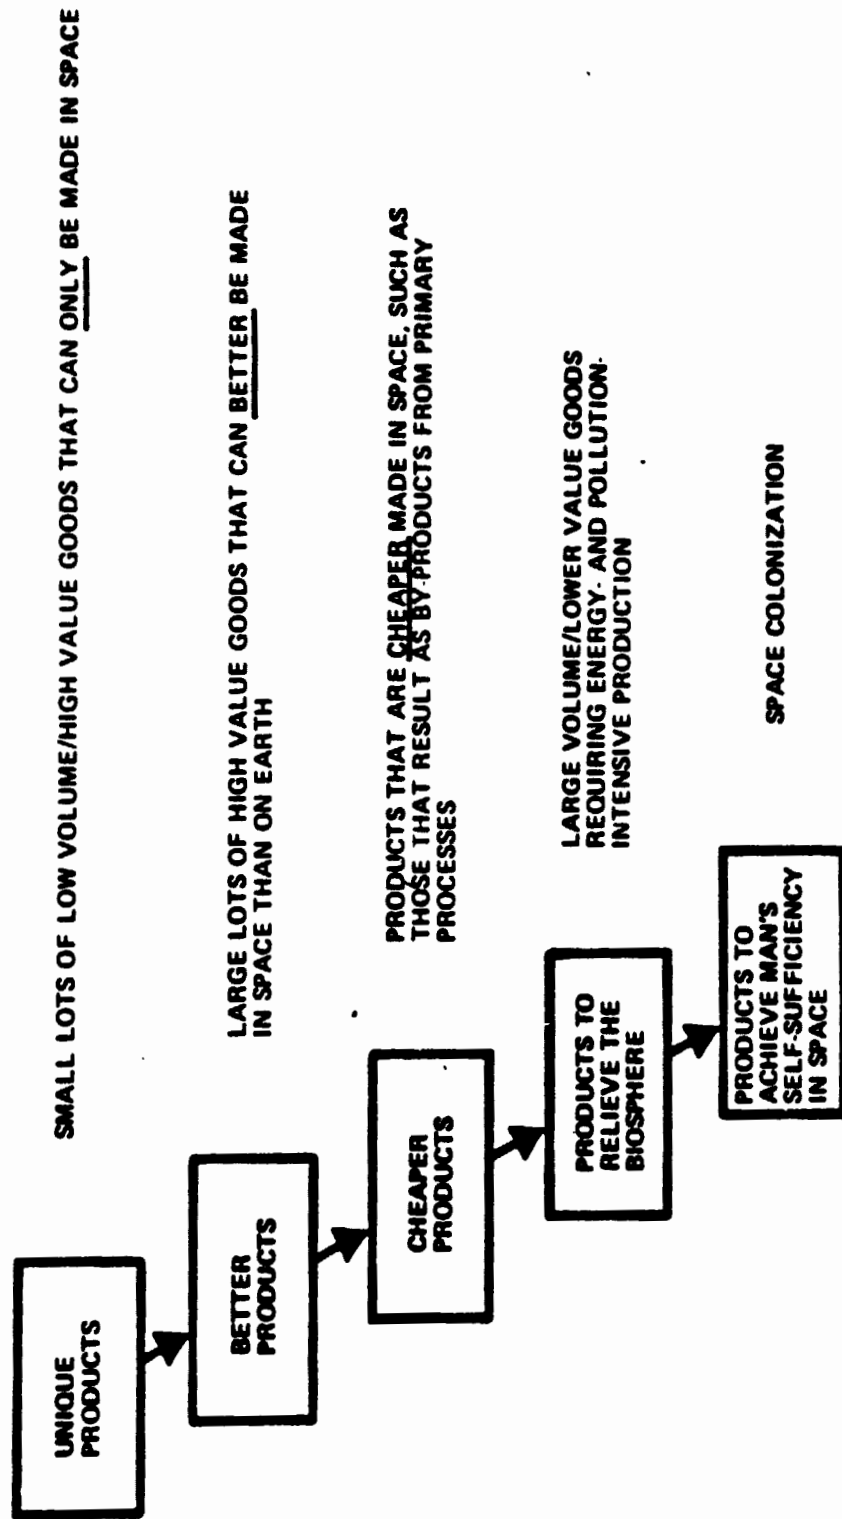 UNIQUE
PRODUCTS
SMALL LOTS OF LOW VOLUME/HIGH VALUE GOODS THAT CAN ONLY BE MADE IN SPACE
BETTER
PRODUCTS
LARGE LOTS OF HIGH VALUE GOODS THAT CAN BETTER BE MADE
IN SPACE THAN ON EARTH
CHEAPER
PRODUCTS
PRODUCTS THAT ARE CHEAPER MADE IN SPACE, SUCH AS
THOSE THAT RESULT AS BY-PRODUCTS FROM PRIMARY
PROCESSES
PRODUCTS TO
RELIEVE THE
BIOSPHERE
LARGE VOLUME/LOWER VALUE GOODS
REQUIRING ENERGY- AND POLLUTION-
INTENSIVE PRODUCTION
PRODUCTS TO
ACHIEVE MAN'S
SELF-SUFFICIENCY
IN SPACE
SPACE COLONIZATION